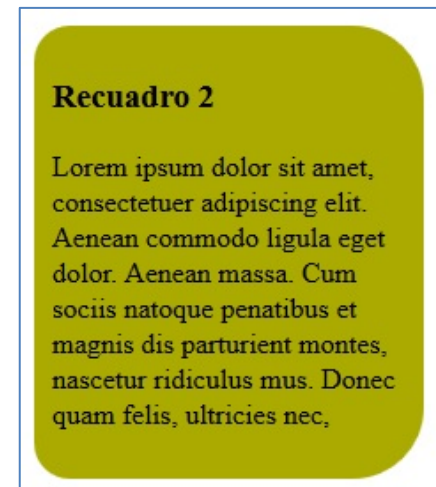 Recuadro 2
Lorem ipsum dolor sit amet,
consectetuer adipiscing elit.
Aenean commodo ligula eget
dolor. Aenean massa. Cum
sociis natoque penatibus et
magnis dis parturient montes,
nascetur ridiculus mus. Donec
quam felis, ultricies nec,